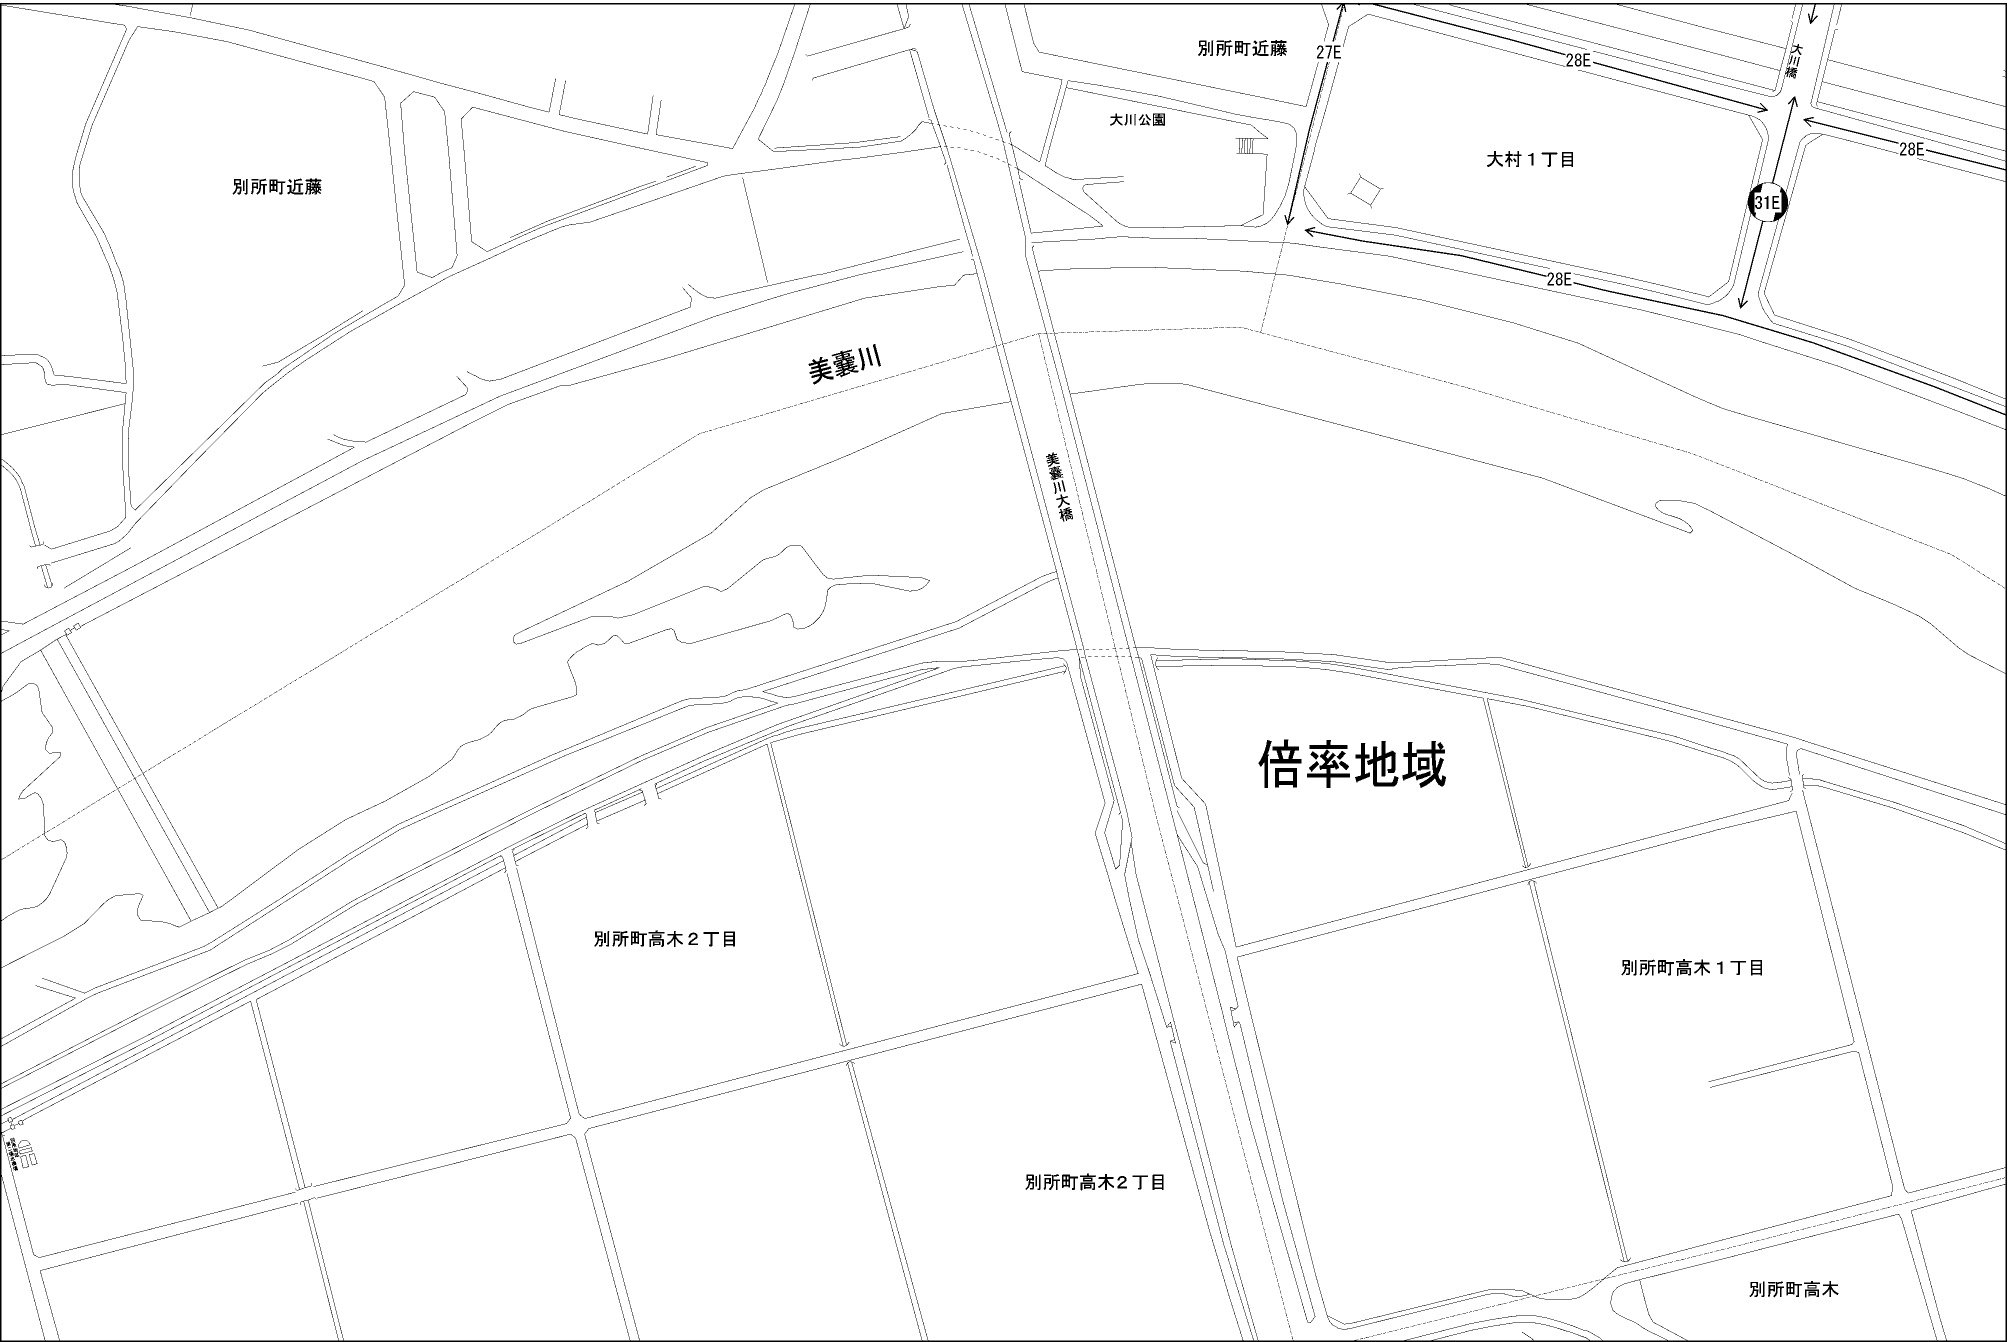 別所町近藤
27E
28E
大川橋
大川公園
大村１丁目
28E
別所町近藤
31E
28E
美嚢川
美嚢川大橋
倍率地域
別所町高木２丁目
別所町高木１丁目
別所町高木２丁目
別所町高木